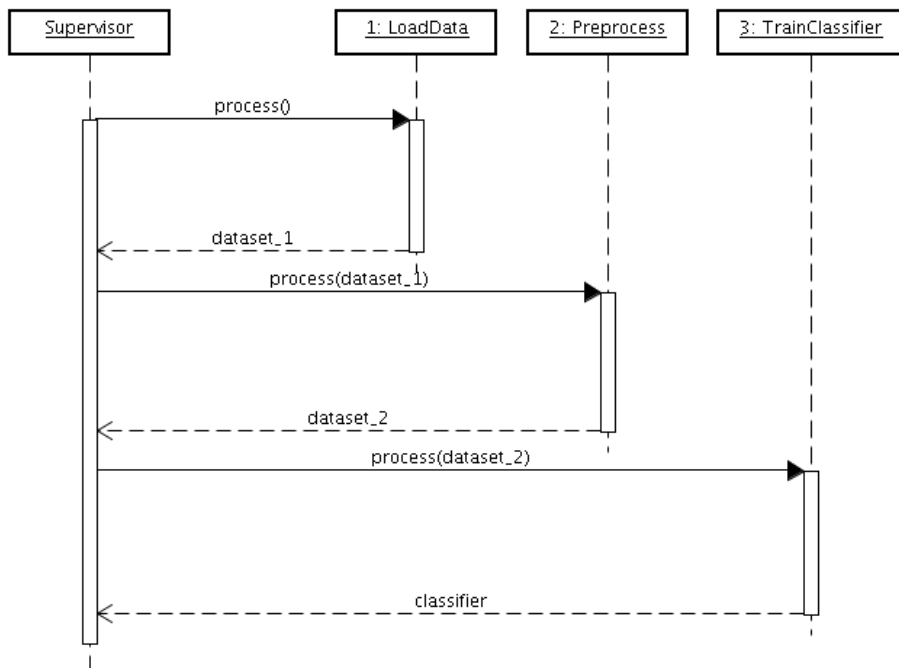 Supervisor
1: LoadData
2: Preprocess
3: TrainClassifier
process()
dataset_1
process(dataset_1)
dataset_2
process(dataset_2)
classifier